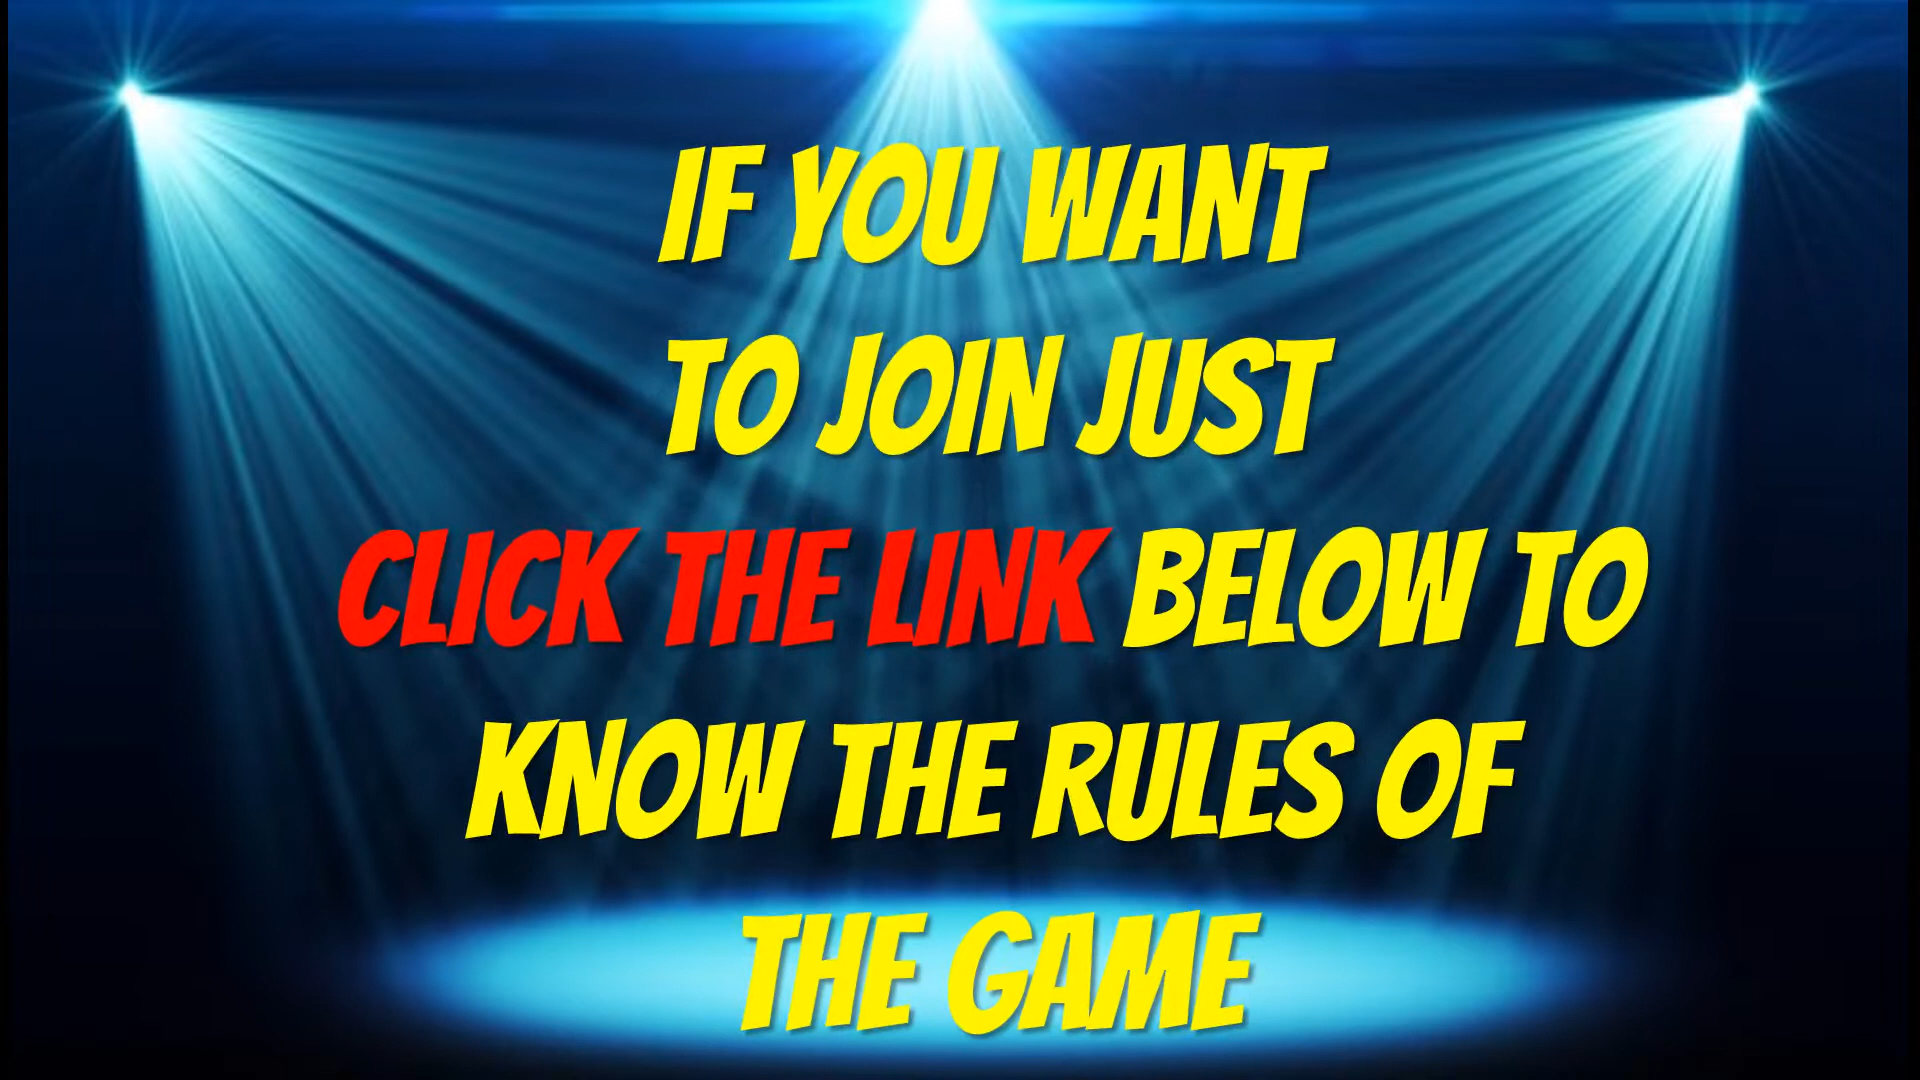 IF YOU WANT
TO JOIN JUST
CLICK THE LINK BELOW TO
KNOW THE RULES OF
THE GAME